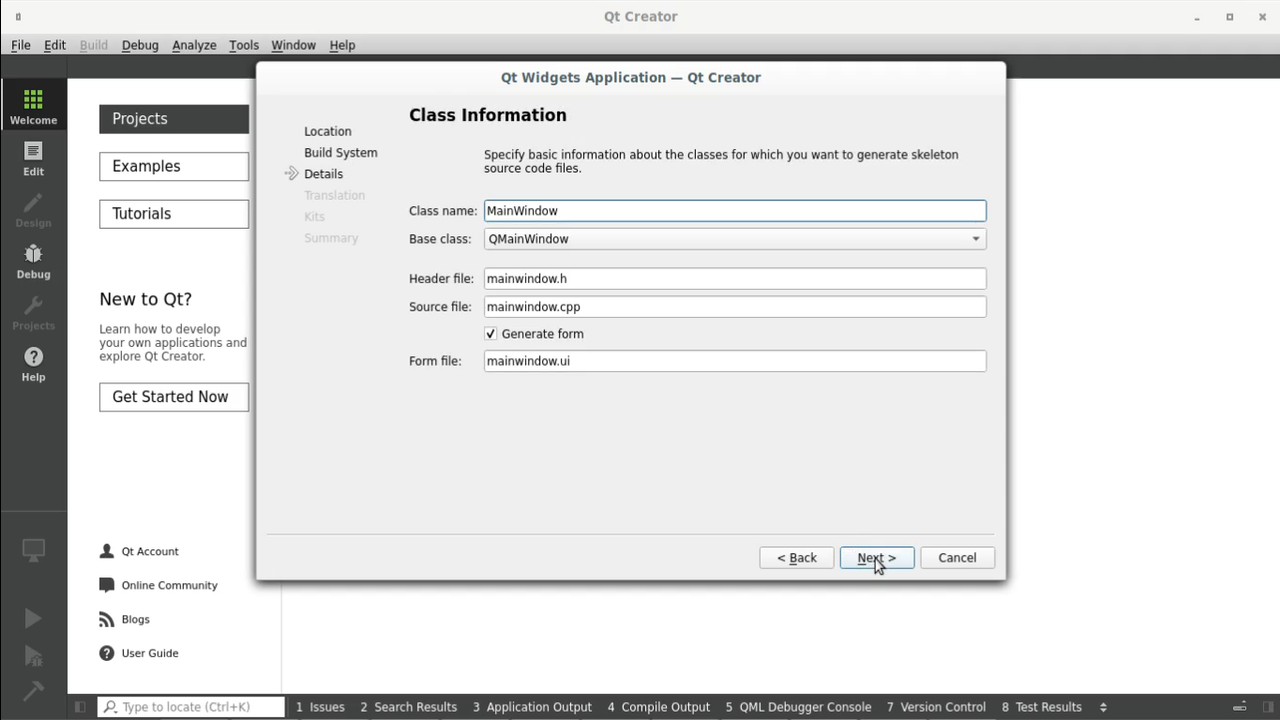 Qt Creator
File Edit Build Debug Analyze Tools Window Help
Qt Widgets Application — Qt Creator
Welcome
Edit
Design
Debug
Projects
Help
Projects
Examples
Tutorials
New to Qt?
Learn how to develop
your own applications and
explore Qt Creator.
Get Started Now
Qt Account
Online Community
Blogs
User Guide
Location
Build System
Details
Translation
Kits
Summary
Class Information
Specify basic information about the classes for which you want to generate skeleton
source code files.
Class name: MainWindow
Base class: QMainWindow
Header file: mainwindow.h
Source file: mainwindow.cpp
Generate form
Form file: mainwindow.ui
< Back Next > Cancel
Type to locate (Ctrl+K) 1 Issues 2 Search Results 3 Application Output 4 Compile Output 5 QML Debugger Console 7 Version Control 8 Test Results